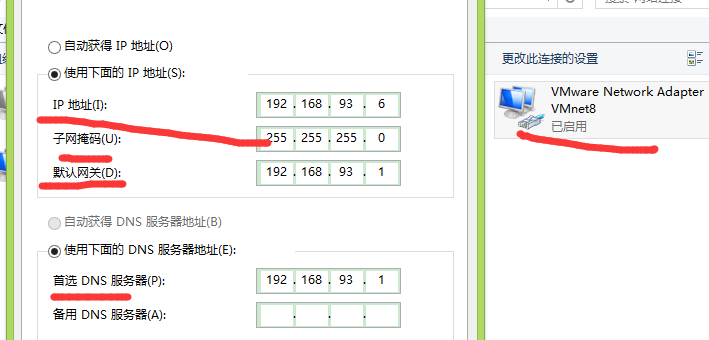 自动获得 IP 地址(O)
使用下面的 IP 地址(S):
IP 地址(I):
192 . 168 . 93 . 6
子网掩码(U):
255 . 255 . 255 . 0
默认网关(D):
192 . 168 . 93 . 1
自动获得 DNS 服务器地址(B)
使用下面的 DNS 服务器地址(E):
首选 DNS 服务器(P):
192 . 168 . 93 . 1
备用 DNS 服务器(A):
. . .
更改此连接的设置
VMware Network Adapter
VMnet8
已启用